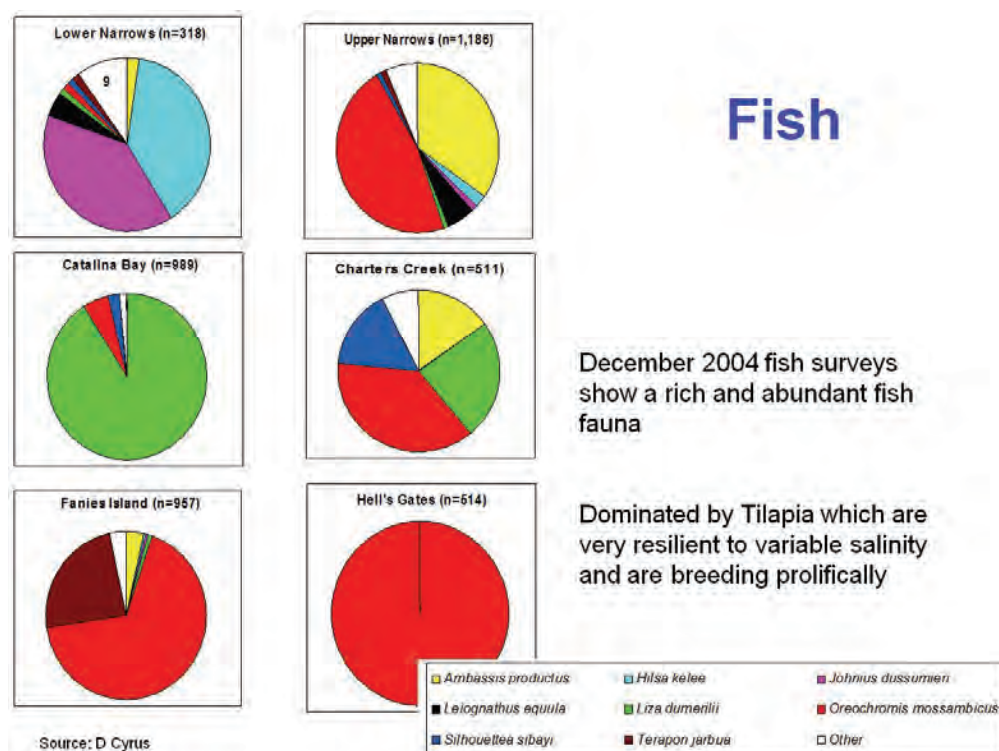 Lower Narrows (n=318)
9
Upper Narrows (n=1,186)
Fish
Catalina Bay (n=989)
Charters Creek (n=511)
December 2004 fish surveys
show a rich and abundant fish
fauna
Fanies Island (n=957)
Hell's Gates (n=514)
Dominated by Tilapia which are
very resilient to variable salinity
and are breeding prolifically
Ambassis productus
Hilsa kelee
Johnius dussumieri
Leiognathus equula
Liza dumerilii
Oreochromis mossambicus
Silhouettea sibayi
Terapon jarbua
Other
Source: D Cyrus